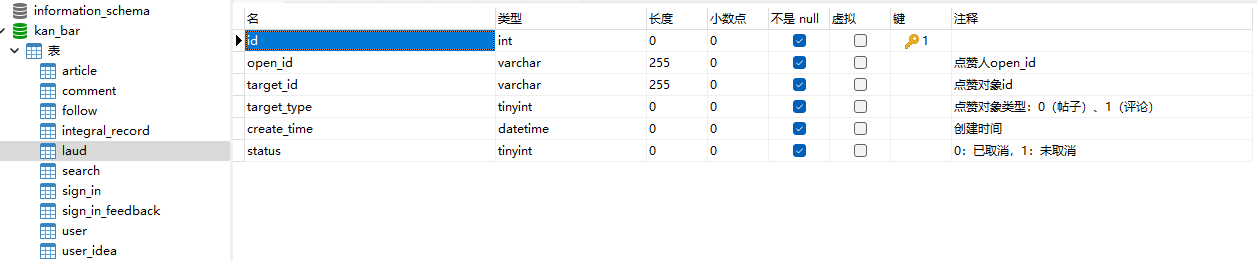 information_schema
kan_bar
表
article
comment
follow
integral_record
laud
search
sign_in
sign_in_feedback
user
user_idea
名 类型 长度 小数点 不是 null 虚拟 键 注释
id int 0 0 1
open_id varchar 255 0 点赞人open_id
target_id varchar 255 0 点赞对象id
target_type tinyint 0 0 点赞对象类型：0（帖子）、1（评论）
create_time datetime 0 0 创建时间
status tinyint 0 0 0：已取消，1：未取消